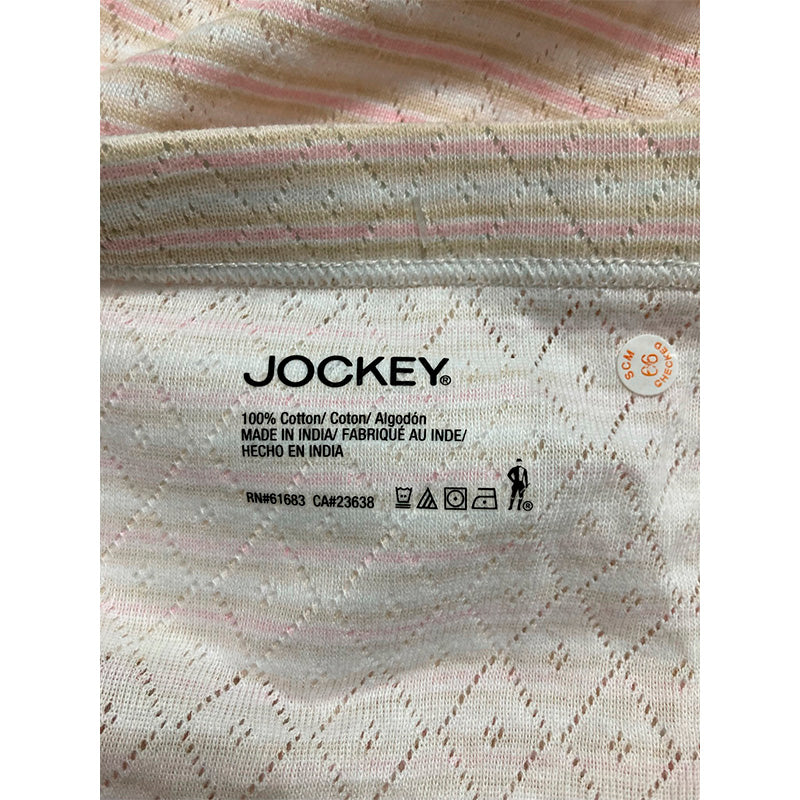 JOCKEY®
100% Cotton/ Coton/ Algodón
MADE IN INDIA/ FABRIQUÉ AU INDE/
HECHO EN INDIA
RN#61683 CA#23638
®
SCM
CHECKED